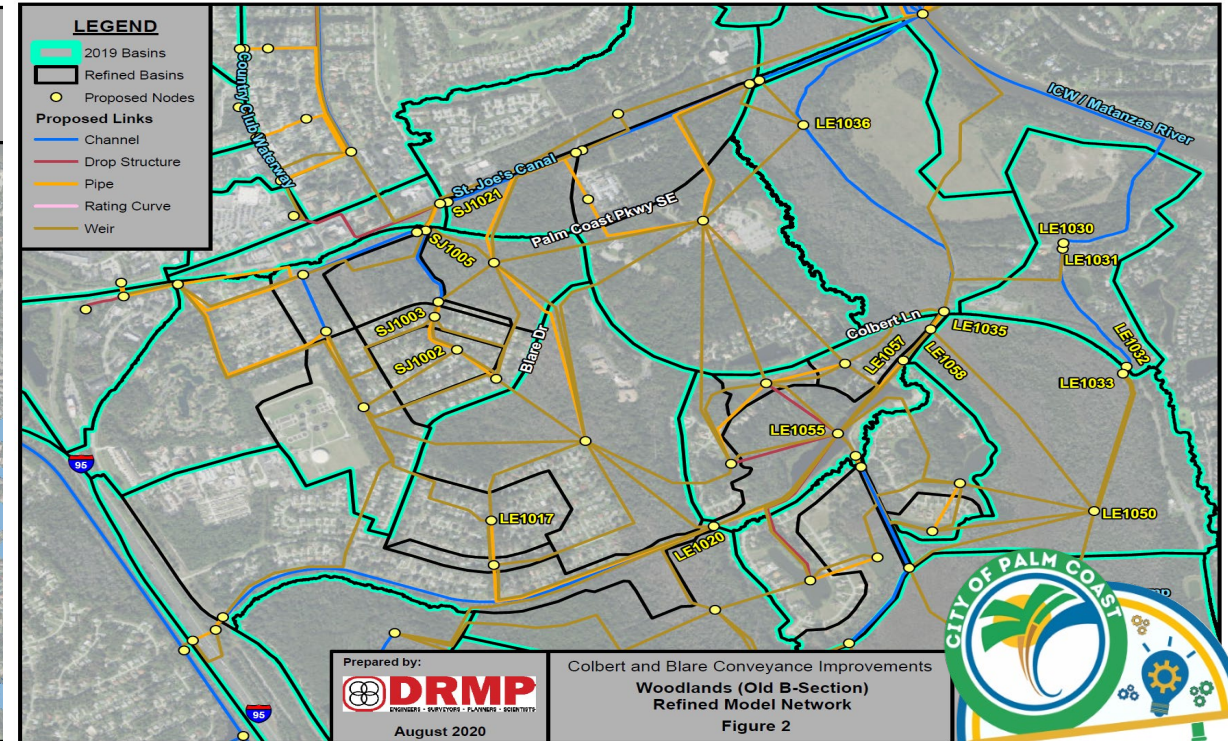 LEGEND
2019 Basins
Refined Basins
Proposed Nodes
Proposed Links
Channel
Drop Structure
Pipe
Rating Curve
Weir
Country Club Waterway
ICW / Matanzas River
LE1036
St. Joe's Canal
SJ1021
Palm Coast Pkwy SE
SJ1005
LE1030
LE1031
SJ1003
SJ1002
Blare Dr
Colbert Ln
LE1035
LE1057
LE1058
LE1032
LE1033
LE1055
95
LE1017
LE1020
LE1050
95
Prepared by:
DRMP
ENGINEERS • SURVEYORS • PLANNERS • SCIENTISTS
August 2020
Colbert and Blare Conveyance Improvements
Woodlands (Old B-Section)
Refined Model Network
Figure 2
CITY OF PALM COAST